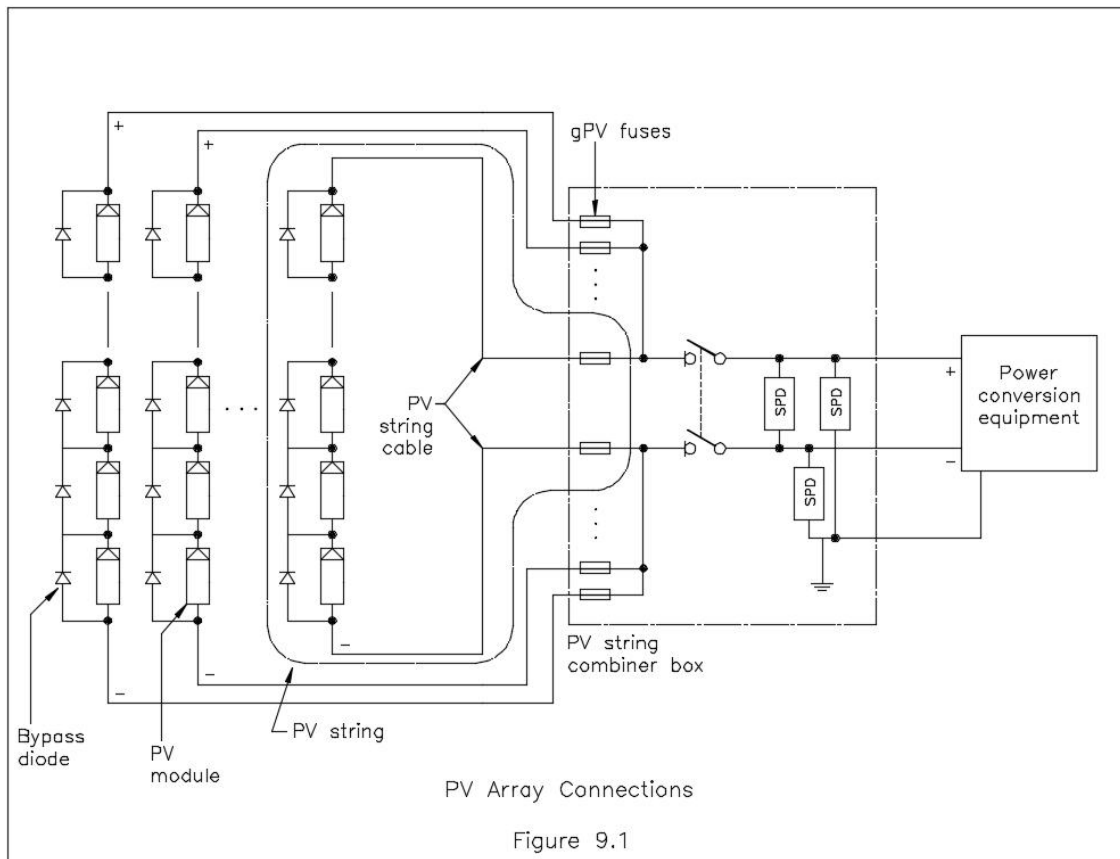 +
+
gPV fuses
PV
string
cable
SPD
SPD
SPD
+
−
Power
conversion
equipment
−
−
−
PV string
combiner box
Bypass
diode
PV
module
PV string
PV Array Connections
Figure 9.1